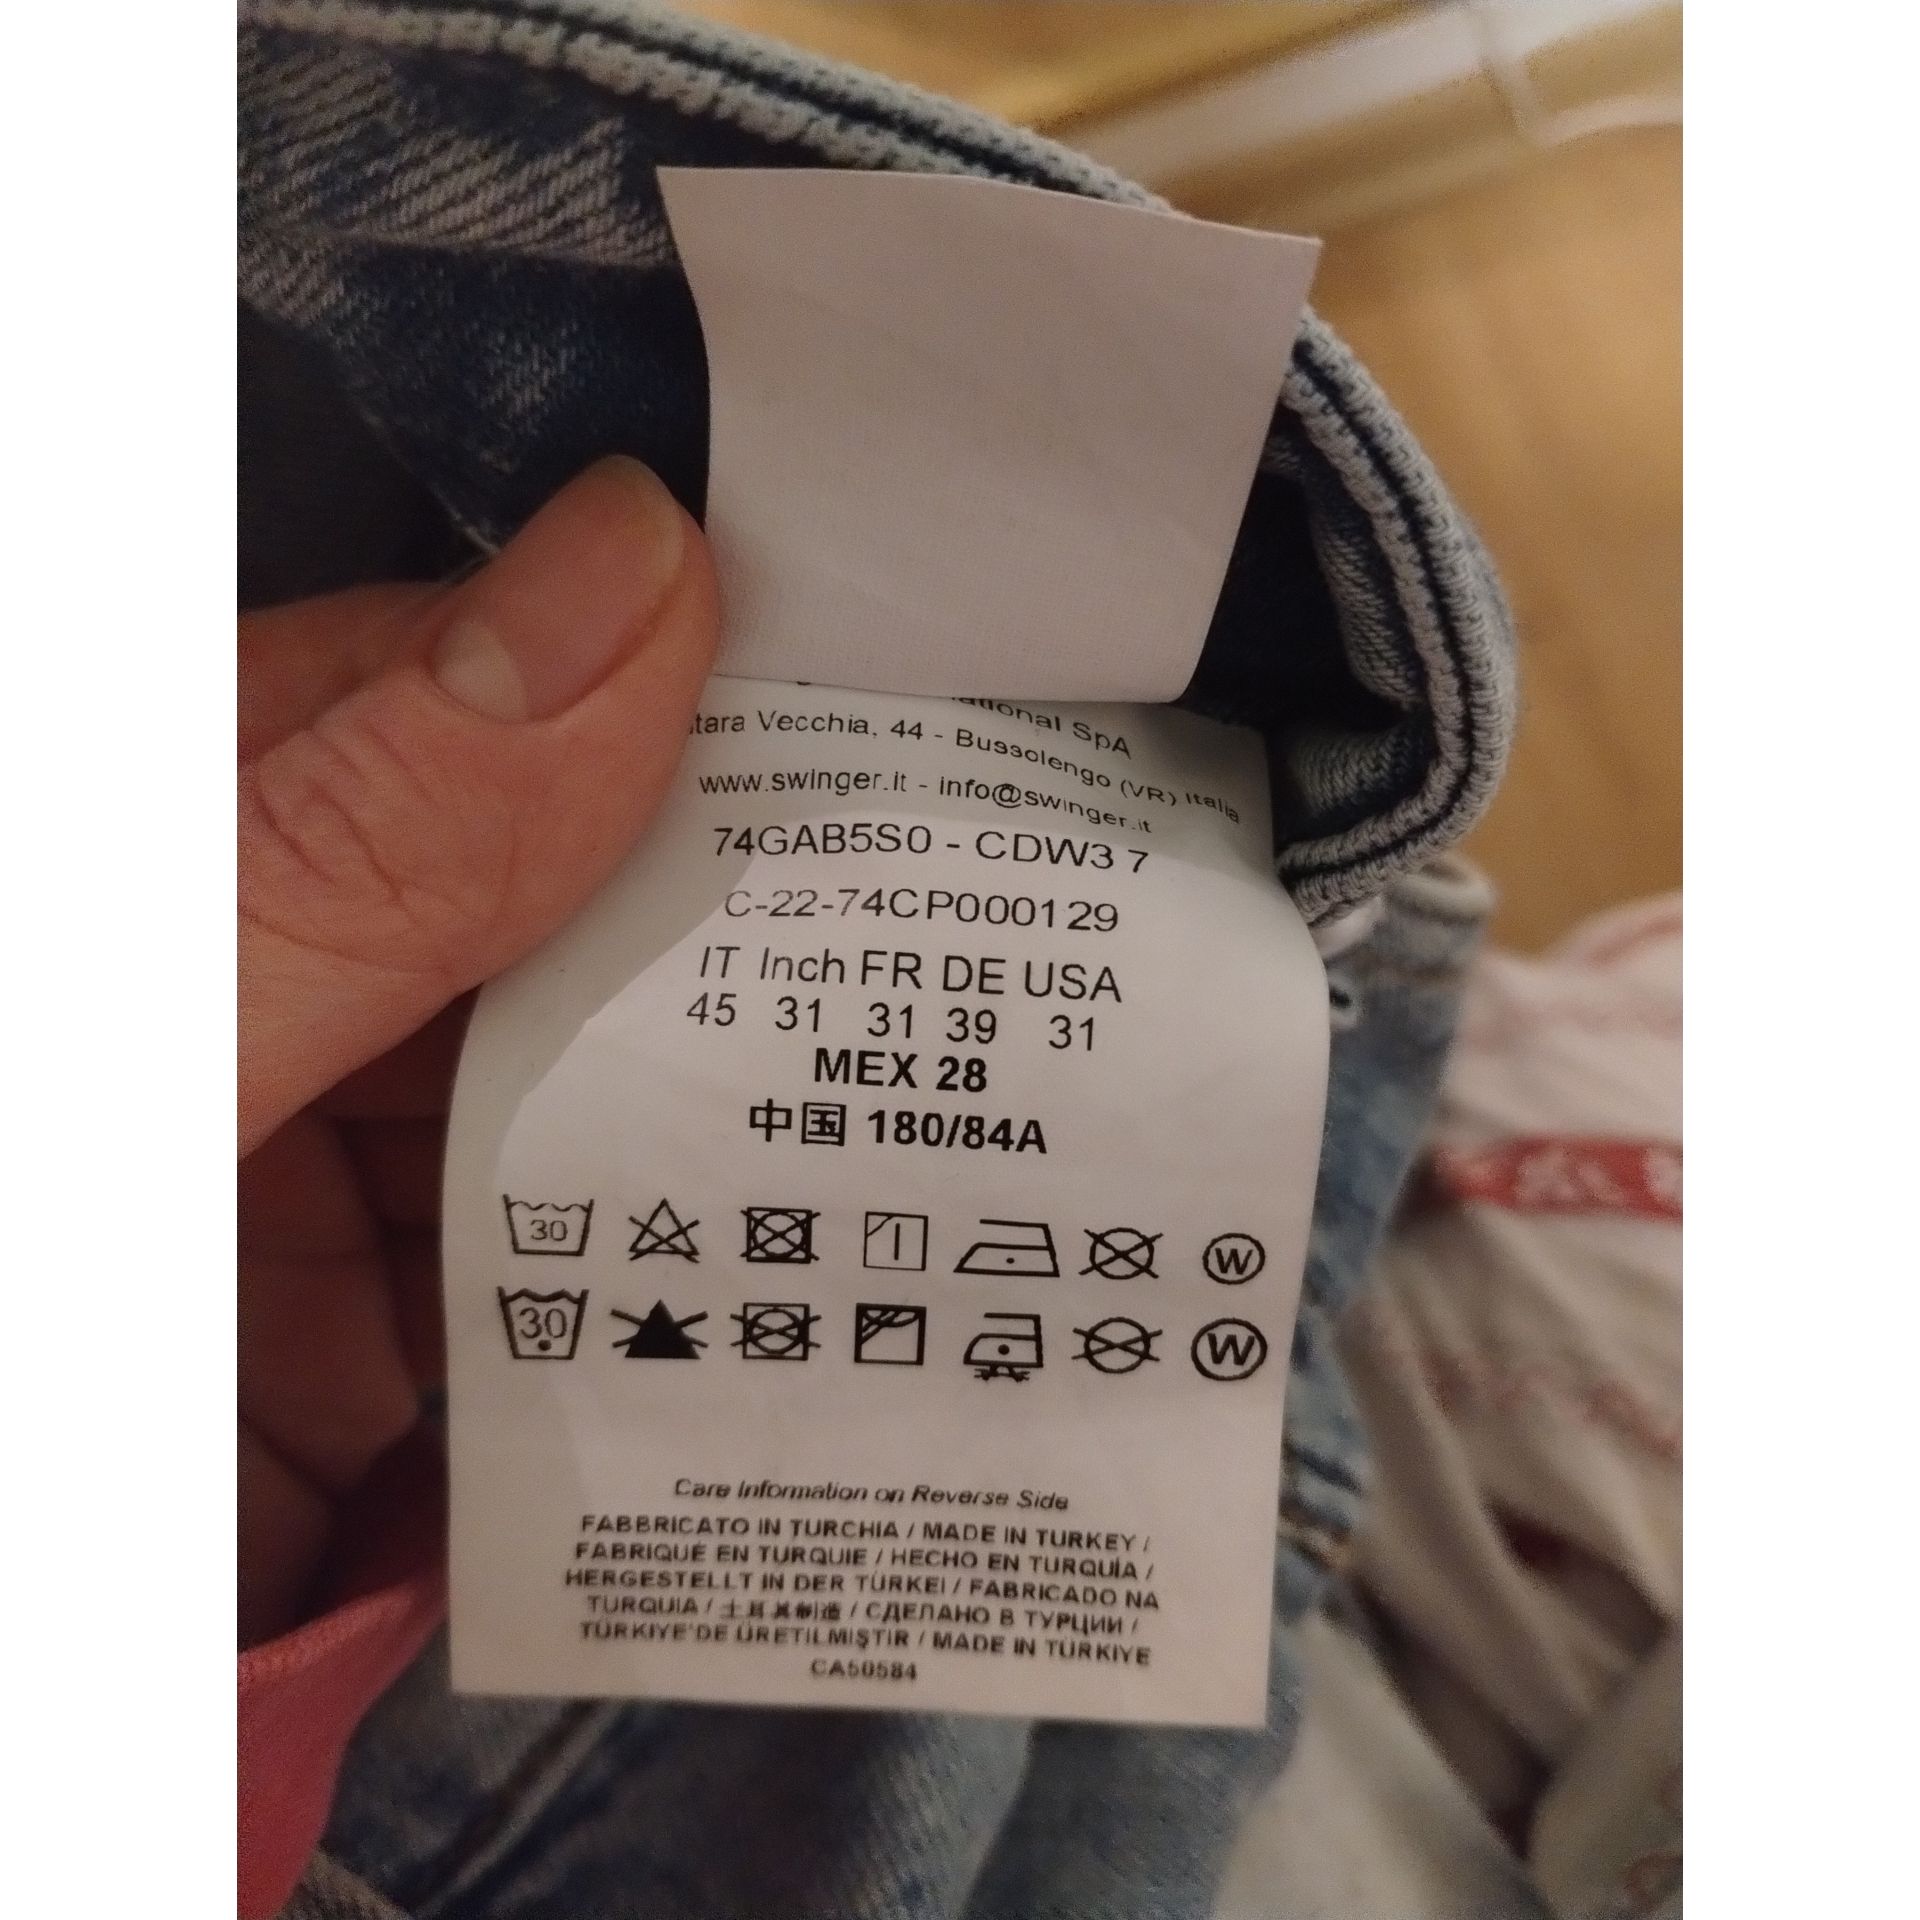 SpA
Vecchia, 44 - Bussolengo (VR) Italia
www.swinger.it - info@swinger.it
74GAB5S0 - CDW3 7
C-22-74CP000129
IT Inch FR DE USA
45 31 31 39 31
MEX 28
中国 180/84A
30 W
30 W
Care Information on Reverse Side
FABBRICATO IN TURCHIA / MADE IN TURKEY /
FABRIQUÉ EN TURQUIE / HECHO EN TURQUÍA /
HERGESTELLT IN DER TÜRKEI / FABRICADO NA
TURQUIA / 土耳其制造 / СДЕЛАНО В ТУРЦИИ /
TÜRKIYE'DE ÜRETILMIŞTIR / MADE IN TÜRKIYE
CA50584